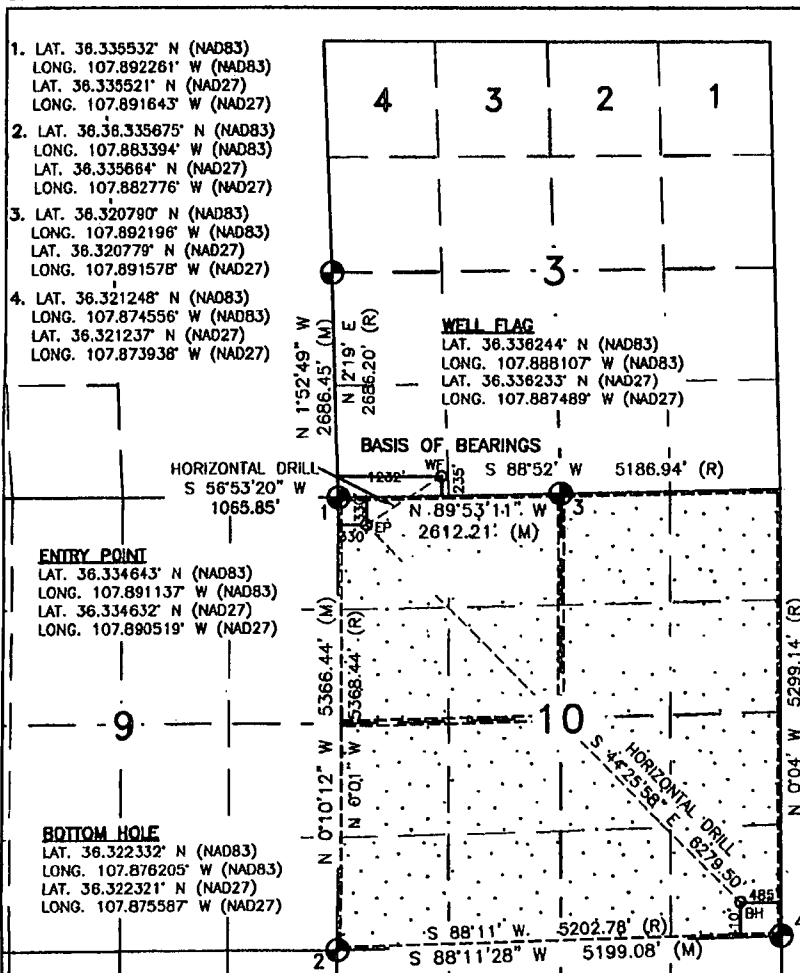 1. LAT. 36.335532° N (NAD83)
LONG. 107.892261° W (NAD83)
LAT. 36.335521° N (NAD27)
LONG. 107.891643° W (NAD27)
2. LAT. 36.36.335675° N (NAD83)
LONG. 107.883394° W (NAD83)
LAT. 36.335664° N (NAD27)
LONG. 107.882776° W (NAD27)
3. LAT. 36.320790° N (NAD83)
LONG. 107.892196° W (NAD83)
LAT. 36.320779° N (NAD27)
LONG. 107.891578° W (NAD27)
4. LAT. 36.321248° N (NAD83)
LONG. 107.874556° W (NAD83)
LAT. 36.321237° N (NAD27)
LONG. 107.873938° W (NAD27)
4 3 2 1
3
N 1°52'49" W
2686.45' (M)
N 2°19' E
2686.20' (R)
WELL FLAG
LAT. 36.336244° N (NAD83)
LONG. 107.888107° W (NAD83)
LAT. 36.336233° N (NAD27)
LONG. 107.887489° W (NAD27)
BASIS OF BEARINGS
S 88°52' W 5186.94' (R)
HORIZONTAL DRILL
S 56°53'20" W
1065.85'
1232'
WF
235'
1
330'
330'
EP
3
N 89°53'11" W
2612.21' (M)
ENTRY POINT
LAT. 36.334643° N (NAD83)
LONG. 107.891137° W (NAD83)
LAT. 36.334632° N (NAD27)
LONG. 107.890519° W (NAD27)
9
10
N 0°10'12" W 5366.44' (M)
N 6°01" W 5368.44' (R)
N 0°04' W 5299.14' (R)
HORIZONTAL DRILL
S 44°25'58" E 6279.50'
BOTTOM HOLE
LAT. 36.322332° N (NAD83)
LONG. 107.876205° W (NAD83)
LAT. 36.322321° N (NAD27)
LONG. 107.875587° W (NAD27)
485'
BH
4
2
S 88°11' W. 5202.78' (R)
S 88°11'28" W 5199.08' (M)